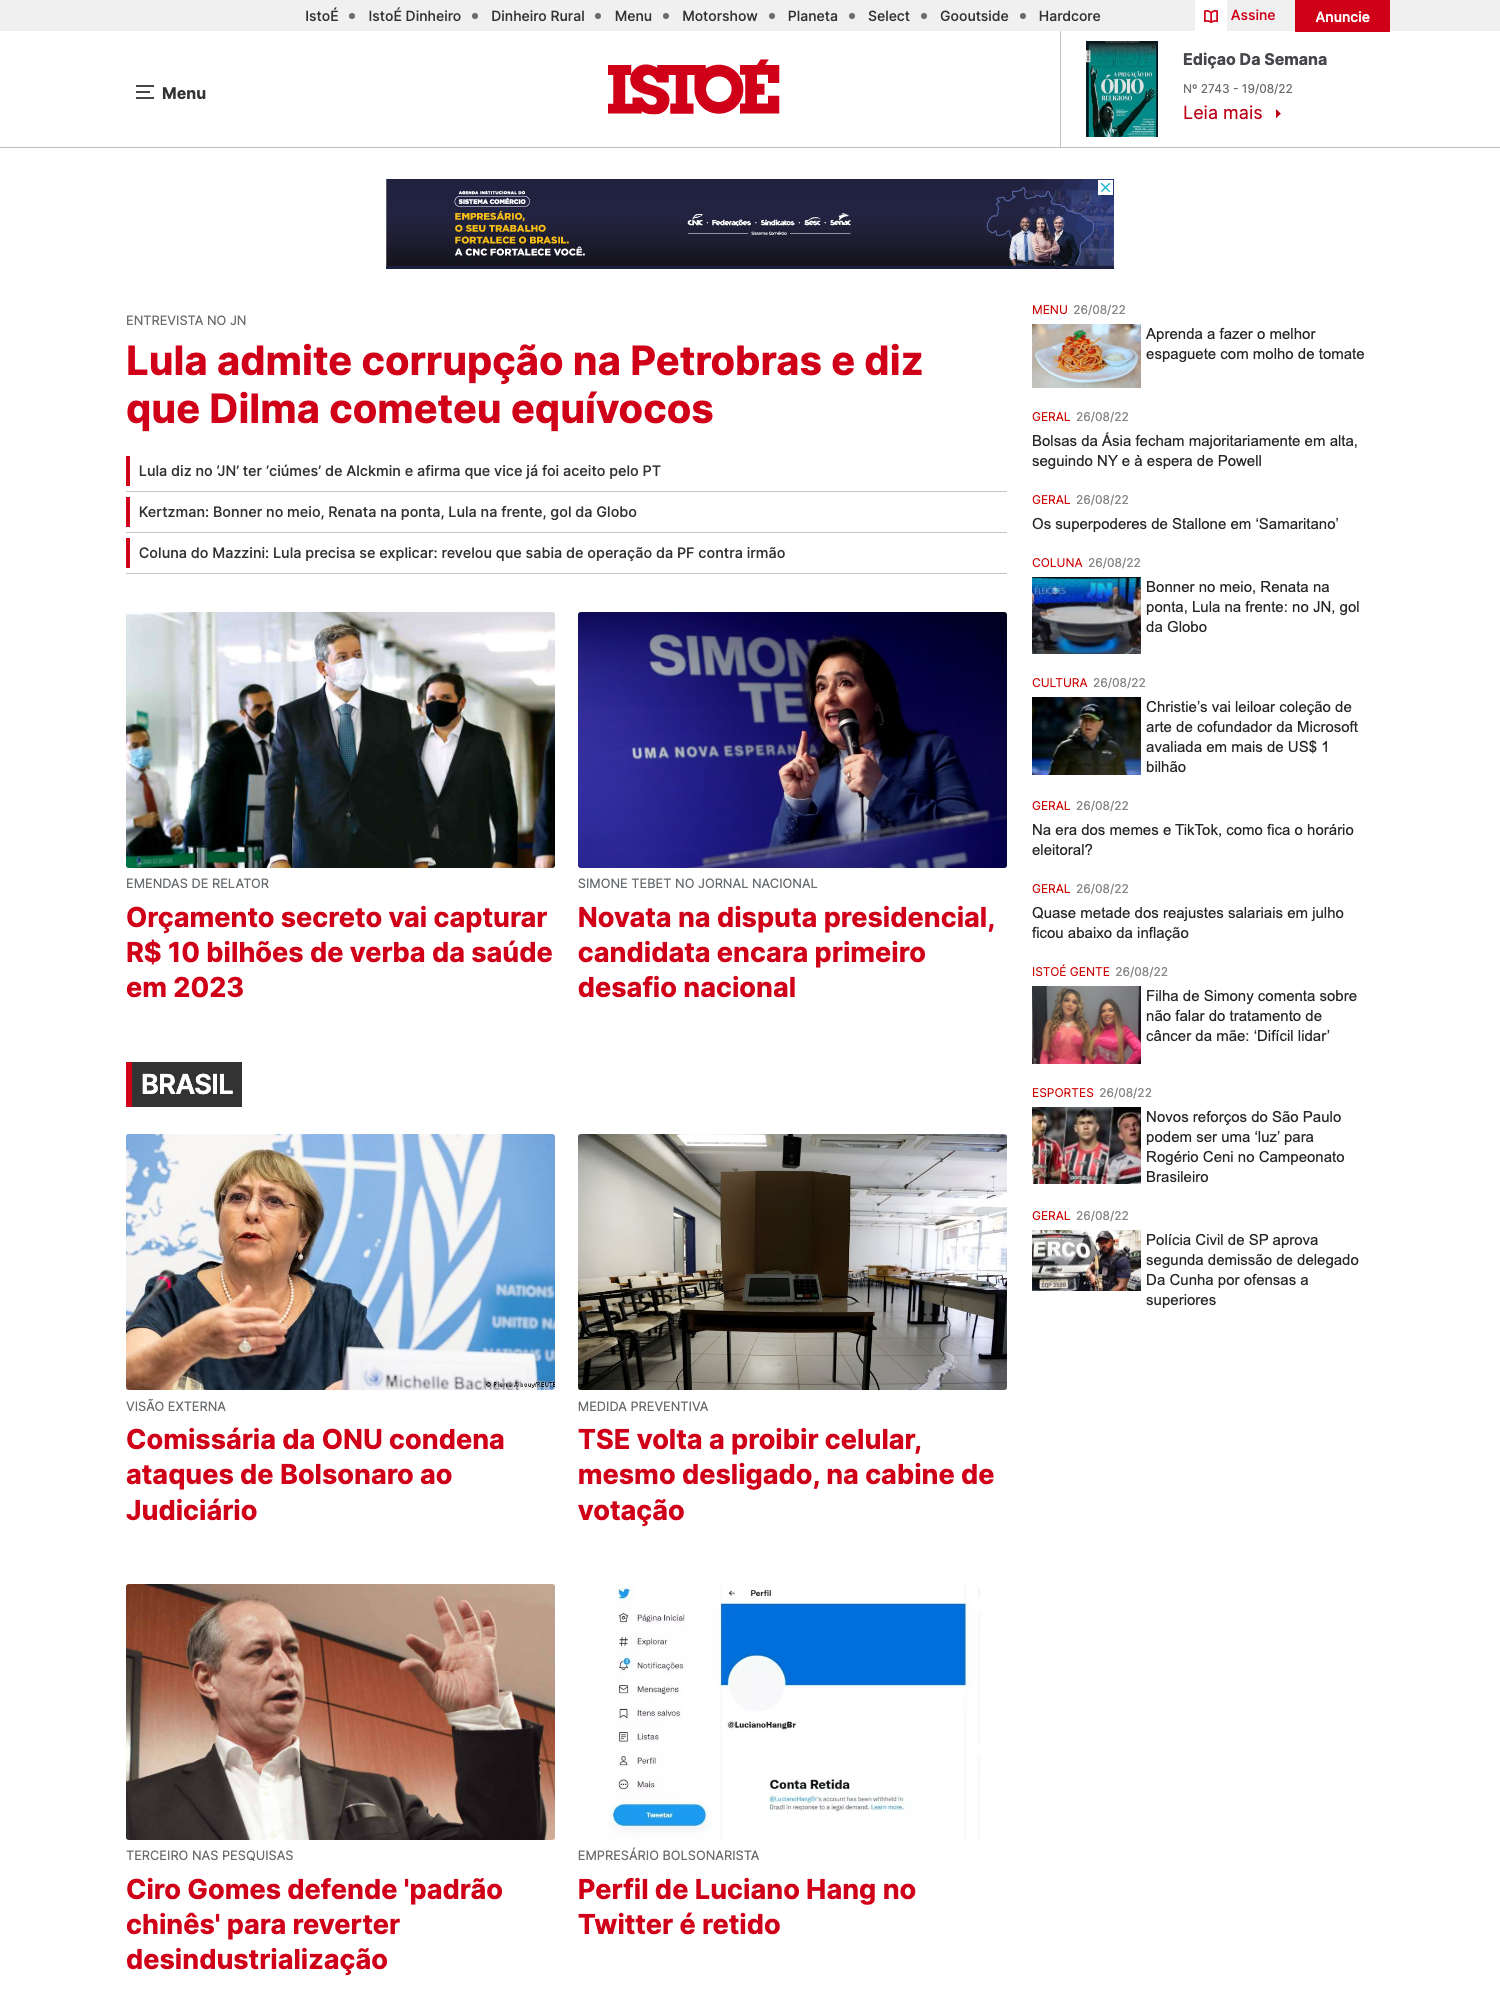 IstoÉ • IstoÉ Dinheiro • Dinheiro Rural • Menu • Motorshow • Planeta • Select • Gooutside • Hardcore
Assine
Anuncie
Menu
ISTOÉ
A PREGAÇÃO DO
ÓDIO
RELIGIOSO
Ediçao Da Semana
Nº 2743 - 19/08/22
Leia mais
AGENDA INSTITUCIONAL DO
SISTEMA COMÉRCIO
EMPRESÁRIO,
O SEU TRABALHO
FORTALECE O BRASIL.
A CNC FORTALECE VOCÊ.
CNC · Federações · Sindicatos · Sesc · Senac
Sistema Comércio
ENTREVISTA NO JN
Lula admite corrupção na Petrobras e diz
que Dilma cometeu equívocos
Lula diz no ‘JN’ ter ‘ciúmes’ de Alckmin e afirma que vice já foi aceito pelo PT
Kertzman: Bonner no meio, Renata na ponta, Lula na frente, gol da Globo
Coluna do Mazzini: Lula precisa se explicar: revelou que sabia de operação da PF contra irmão
EMENDAS DE RELATOR
Orçamento secreto vai capturar
R$ 10 bilhões de verba da saúde
em 2023
SIMON
TE
UMA NOVA ESPERANÇA
SIMONE TEBET NO JORNAL NACIONAL
Novata na disputa presidencial,
candidata encara primeiro
desafio nacional
BRASIL
NATIONS
UNITED NA
NATIONS U
Michelle Bachelet
VISÃO EXTERNA
Comissária da ONU condena
ataques de Bolsonaro ao
Judiciário
MEDIDA PREVENTIVA
TSE volta a proibir celular,
mesmo desligado, na cabine de
votação
TERCEIRO NAS PESQUISAS
Ciro Gomes defende 'padrão
chinês' para reverter
desindustrialização
Perfil
Página Inicial
Explorar
Notificações
Mensagens
Itens salvos
Listas
Perfil
Mais
Tweetar
@LucianoHangBr
Conta Retida
@LucianoHangBr's account has been withheld in
Brazil in response to a legal demand. Learn more.
EMPRESÁRIO BOLSONARISTA
Perfil de Luciano Hang no
Twitter é retido
MENU 26/08/22
Aprenda a fazer o melhor
espaguete com molho de tomate
GERAL 26/08/22
Bolsas da Ásia fecham majoritariamente em alta,
seguindo NY e à espera de Powell
GERAL 26/08/22
Os superpoderes de Stallone em ‘Samaritano’
COLUNA 26/08/22
ELEIÇÕES JN
Bonner no meio, Renata na
ponta, Lula na frente: no JN, gol
da Globo
CULTURA 26/08/22
Christie’s vai leiloar coleção de
arte de cofundador da Microsoft
avaliada em mais de US$ 1
bilhão
GERAL 26/08/22
Na era dos memes e TikTok, como fica o horário
eleitoral?
GERAL 26/08/22
Quase metade dos reajustes salariais em julho
ficou abaixo da inflação
ISTOÉ GENTE 26/08/22
Filha de Simony comenta sobre
não falar do tratamento de
câncer da mãe: ‘Difícil lidar’
ESPORTES 26/08/22
Novos reforços do São Paulo
podem ser uma ‘luz’ para
Rogério Ceni no Campeonato
Brasileiro
GERAL 26/08/22
Polícia Civil de SP aprova
segunda demissão de delegado
Da Cunha por ofensas a
superiores